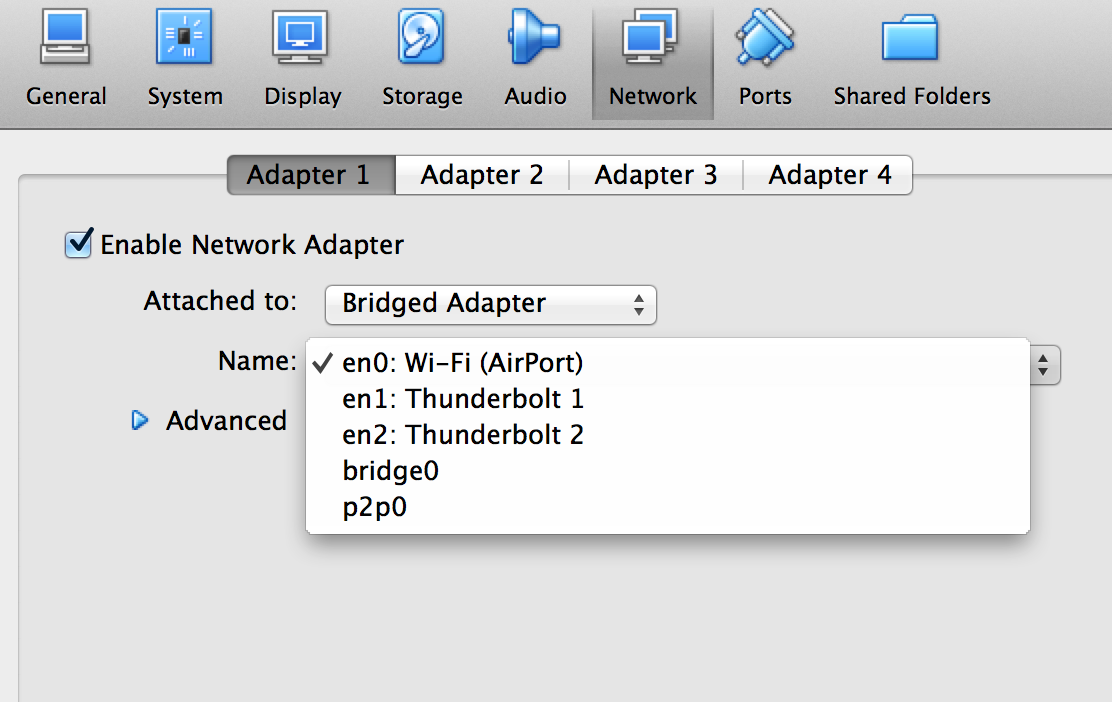 General System Display Storage Audio Network Ports Shared Folders
Adapter 1 Adapter 2 Adapter 3 Adapter 4
Enable Network Adapter
Attached to: Bridged Adapter
Name: en0: Wi-Fi (AirPort)
en1: Thunderbolt 1
Advanced en2: Thunderbolt 2
bridge0
p2p0